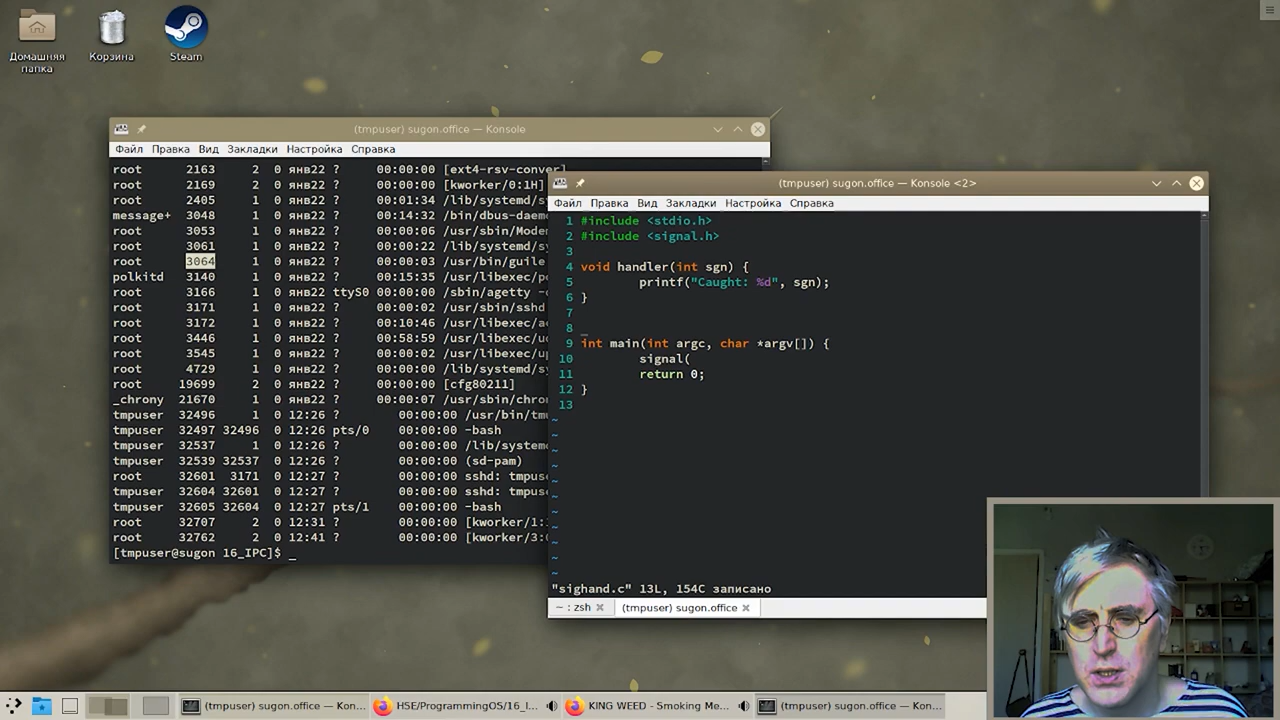 Домашняя папка
Корзина
Steam
(tmpuser) sugon.office — Konsole
Файл Правка Вид Закладки Настройка Справка
root 2163 2 0 янв22 ? 00:00:00 [ext4-rsv-conver]
root 2169 2 0 янв22 ? 00:00:00 [kworker/0:1H]
root 2405 1 0 янв22 ? 00:01:34 /lib/systemd/s
message+ 3048 1 0 янв22 ? 00:14:32 /bin/dbus-daem
root 3053 1 0 янв22 ? 00:00:06 /usr/sbin/Mode
root 3061 1 0 янв22 ? 00:00:22 /lib/systemd/sy
root 3064 1 0 янв22 ? 00:00:03 /usr/bin/guile
polkitd 3140 1 0 янв22 ? 00:15:35 /usr/libexec/po
root 3166 1 0 янв22 ttyS0 00:00:00 /sbin/agetty -
root 3171 1 0 янв22 ? 00:00:02 /usr/sbin/sshd
root 3172 1 0 янв22 ? 00:10:46 /usr/libexec/a
root 3446 1 0 янв22 ? 00:58:59 /usr/libexec/u
root 3545 1 0 янв22 ? 00:00:02 /usr/libexec/up
root 4729 1 0 янв22 ? 00:00:00 /lib/systemd/sy
root 19699 2 0 янв22 ? 00:00:00 [cfg80211]
_chrony 21670 1 0 янв22 ? 00:00:07 /usr/sbin/chron
tmpuser 32496 1 0 12:26 ? 00:00:00 /usr/bin/tm
tmpuser 32497 32496 0 12:26 pts/0 00:00:00 -bash
tmpuser 32537 1 0 12:26 ? 00:00:00 /lib/system
tmpuser 32539 32537 0 12:26 ? 00:00:00 (sd-pam)
root 32601 3171 0 12:27 ? 00:00:00 sshd: tmpus
tmpuser 32604 32601 0 12:27 ? 00:00:00 sshd: tmpus
tmpuser 32605 32604 0 12:27 pts/1 00:00:00 -bash
root 32707 2 0 12:31 ? 00:00:00 [kworker/1:
root 32762 2 0 12:41 ? 00:00:00 [kworker/3:
[tmpuser@sugon 16_IPC]$ _
(tmpuser) sugon.office — Konsole <2>
Файл Правка Вид Закладки Настройка Справка
1 #include <stdio.h>
2 #include <signal.h>
3
4 void handler(int sgn) {
5 printf("Caught: %d", sgn);
6 }
7
8
9 int main(int argc, char *argv[]) {
10 signal(
11 return 0;
12 }
13
~
~
~
~
~
~
~
~
~
~
~
"sighand.c" 13L, 154C записано
~ : zsh
(tmpuser) sugon.office
(tmpuser) sugon.office — Kon...
HSE/ProgrammingOS/16_I...
KING WEED - Smoking Me...
(tmpuser) sugon.office — Kon...